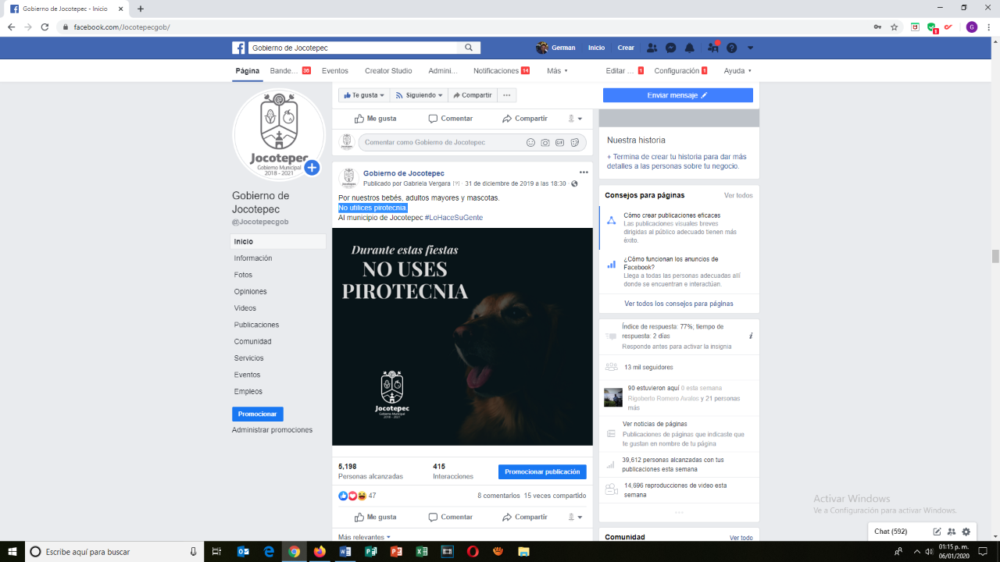 Gobierno de Jocotepec - Inicio
facebook.com/Jocotepecgob/
G
Gobierno de Jocotepec
German
Inicio
Crear
Página
Bande... 36
Eventos
Creator Studio
Admini...
Notificaciones 14
Más
Editar ... 1
Configuración 1
Ayuda
Te gusta
Siguiendo
Compartir
Enviar mensaje
Jocotepec
Gobierno Municipal
2018 - 2021
Gobierno de
Jocotepec
@Jocotepecgob
Inicio
Información
Fotos
Opiniones
Videos
Publicaciones
Comunidad
Servicios
Eventos
Empleos
Promocionar
Administrar promociones
Me gusta
Comentar
Compartir
Comentar como Gobierno de Jocotepec
GIF
Gobierno de Jocotepec
Publicado por Gabriela Vergara [?] · 31 de diciembre de 2019 a las 18:30 ·
Por nuestros bebés, adultos mayores y mascotas.
No utilices pirotecnia
Al municipio de Jocotepec #LoHaceSuGente
Durante estas fiestas
NO USES
PIROTECNIA
Jocotepec
Gobierno Municipal
2018 - 2021
5,198
Personas alcanzadas
415
Interacciones
Promocionar publicación
47
8 comentarios 15 veces compartido
Me gusta
Comentar
Compartir
Más relevantes
Nuestra historia
+ Termina de crear tu historia para dar más
detalles a las personas sobre tu negocio.
Consejos para páginas
Ver todos
Cómo crear publicaciones eficaces
Las publicaciones visuales breves
dirigidas al público adecuado tienen más
éxito.
¿Cómo funcionan los anuncios de
Facebook?
Llega a todas las personas adecuadas allí
donde se encuentran e interactúan.
Ver todos los consejos para páginas
Índice de respuesta: 77%; tiempo de
respuesta: 2 días
Responde antes para activar la insignia
13 mil seguidores
90 estuvieron aquí 0 esta semana
Rigoberto Romero Avalos y 21 personas
más
Ver noticias de páginas
Publicaciones de páginas que indicaste que
te gustan en nombre de tu página
39,612 personas alcanzadas con tus
publicaciones esta semana
14,696 reproducciones de video esta
semana
Comunidad
Ver todo
Activar Windows
Ve a Configuración para activar Windows.
Chat (592)
Escribe aquí para buscar
01:15 p. m.
06/01/2020